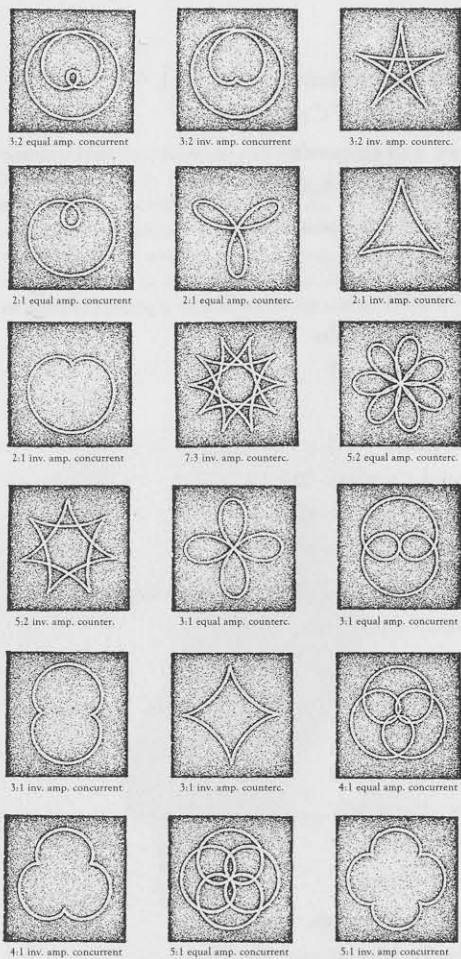 3:2 equal amp. concurrent
3:2 inv. amp. concurrent
3:2 inv. amp. counterc.
2:1 equal amp. concurrent
2:1 equal amp. counterc.
2:1 inv. amp. counterc.
2:1 inv. amp. concurrent
7:3 inv. amp. counterc.
5:2 equal amp. counterc.
5:2 inv. amp. counter.
3:1 equal amp. counterc.
3:1 equal amp. concurrent
3:1 inv. amp. concurrent
3:1 inv. amp. counterc.
4:1 equal amp. concurrent
4:1 inv. amp. concurrent
5:1 equal amp. concurrent
5:1 inv. amp concurrent